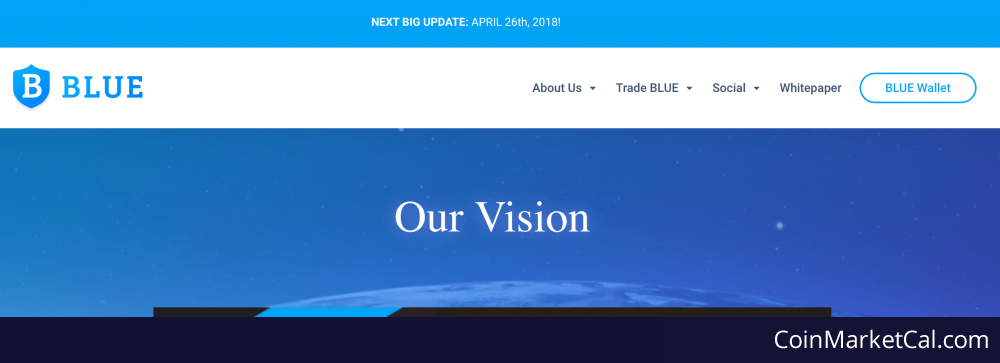 NEXT BIG UPDATE: APRIL 26th, 2018!
B BLUE
About Us Trade BLUE Social Whitepaper BLUE Wallet
Our Vision
CoinMarketCal.com